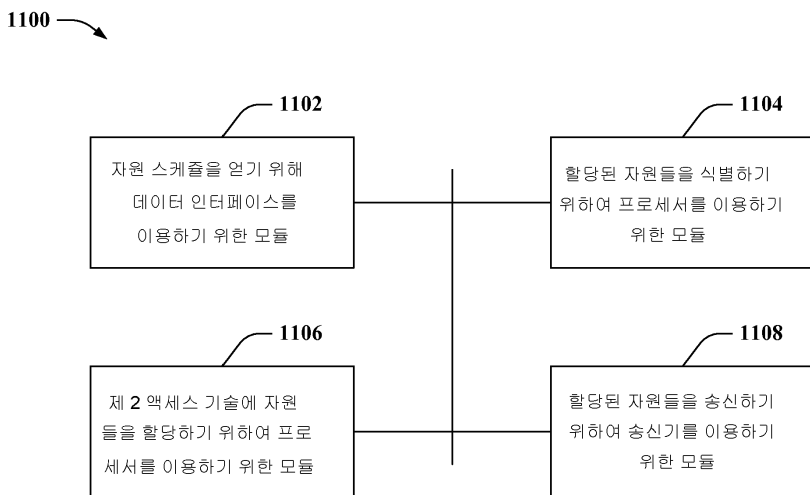 1100
1102
자원 스케쥴을 얻기 위해
데이터 인터페이스를
이용하기 위한 모듈
1104
할당된 자원들을 식별하기
위하여 프로세서를 이용하기
위한 모듈
1106
제 2 액세스 기술에 자원
들을 할당하기 위하여 프로
세서를 이용하기 위한 모듈
1108
할당된 자원들을 송신하기
위하여 송신기를 이용하기
위한 모듈